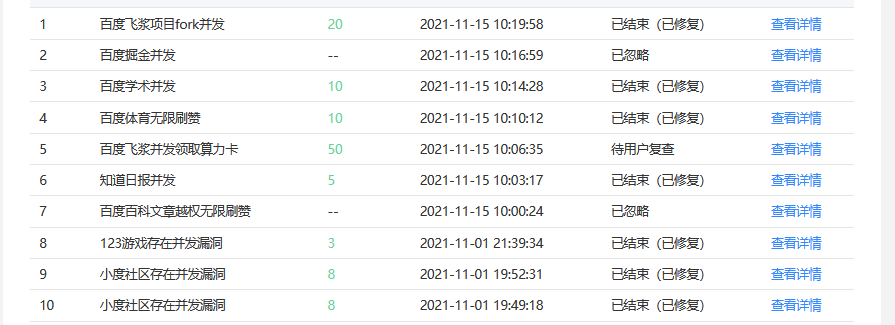 1 百度飞浆项目fork并发 20 2021-11-15 10:19:58 已结束（已修复） 查看详情
2 百度掘金并发 -- 2021-11-15 10:16:59 已忽略 查看详情
3 百度学术并发 10 2021-11-15 10:14:28 已结束（已修复） 查看详情
4 百度体育无限刷赞 10 2021-11-15 10:10:12 已结束（已修复） 查看详情
5 百度飞浆并发领取算力卡 50 2021-11-15 10:06:35 待用户复查 查看详情
6 知道日报并发 5 2021-11-15 10:03:17 已结束（已修复） 查看详情
7 百度百科文章越权无限刷赞 -- 2021-11-15 10:00:24 已忽略 查看详情
8 123游戏存在并发漏洞 3 2021-11-01 21:39:34 已结束（已修复） 查看详情
9 小度社区存在并发漏洞 8 2021-11-01 19:52:31 已结束（已修复） 查看详情
10 小度社区存在并发漏洞 8 2021-11-01 19:49:18 已结束（已修复） 查看详情